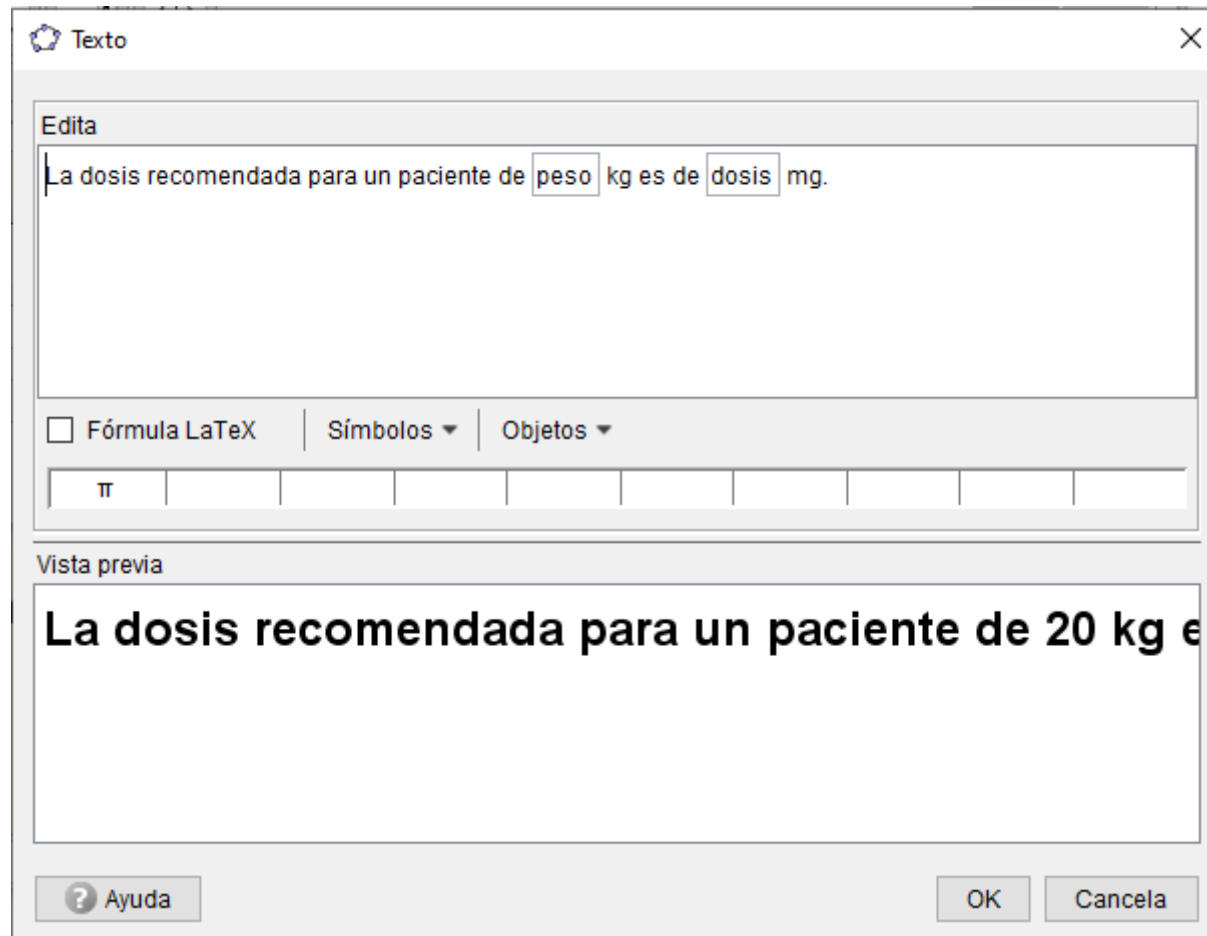 Texto
Edita
La dosis recomendada para un paciente de peso kg es de dosis mg.
Fórmula LaTeX Símbolos Objetos
π
Vista previa
La dosis recomendada para un paciente de 20 kg e
Ayuda OK Cancela